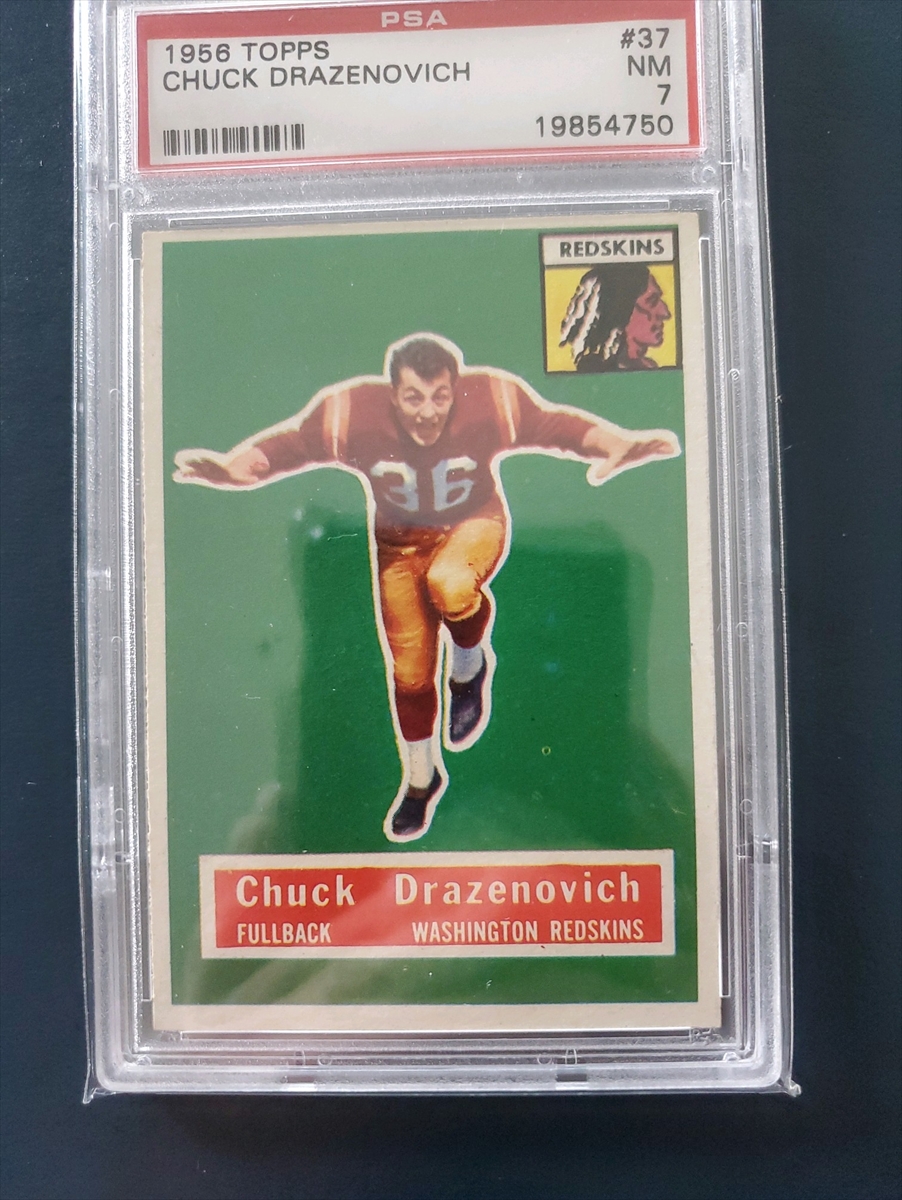 PSA
1956 TOPPS #37
CHUCK DRAZENOVICH NM
7
19854750
REDSKINS
36
Chuck Drazenovich
FULLBACK WASHINGTON REDSKINS